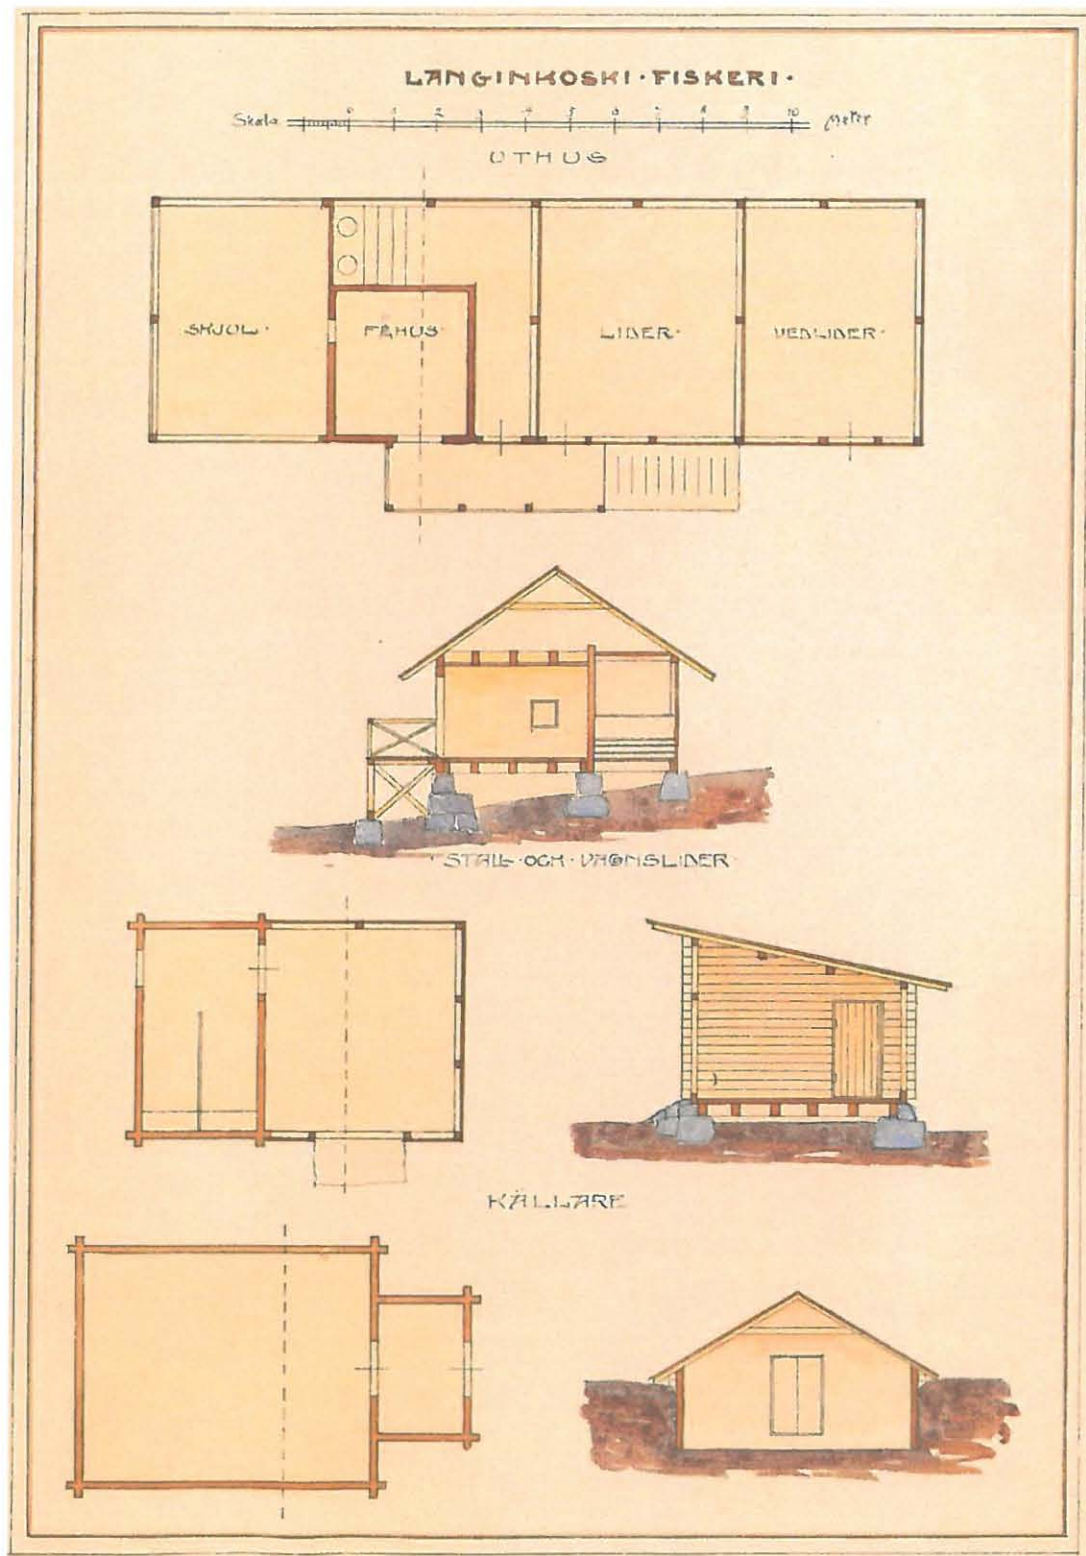 LANGINKOSKI · FISKERI ·
Skala 0 1 2 3 4 5 6 7 8 9 10 Meter
UTHUS
SKJUL · FÄHUS · LIDER · VEDLIDER ·
STALL · OCH · VAGNSLIDER ·
KÄLLARE